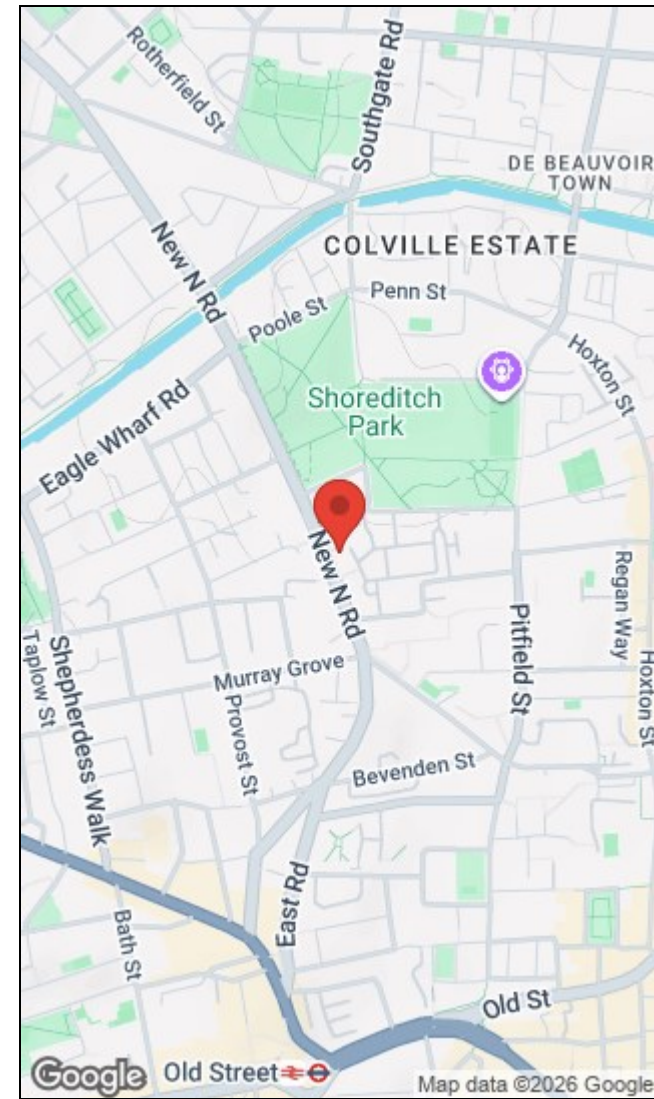 Rotherfield St
Southgate Rd
DE BEAUVOIR
TOWN
COLVILLE ESTATE
New N Rd
Penn St
Poole St
Hoxton St
Shoreditch
Park
Eagle Wharf Rd
New N Rd
Regan Way
Pitfield St
Hoxton St
Taplow St
Shepherdess Walk
Murray Grove
Provost St
Bevenden St
East Rd
Bath St
Old St
Old Street
Google
Map data ©2026 Google